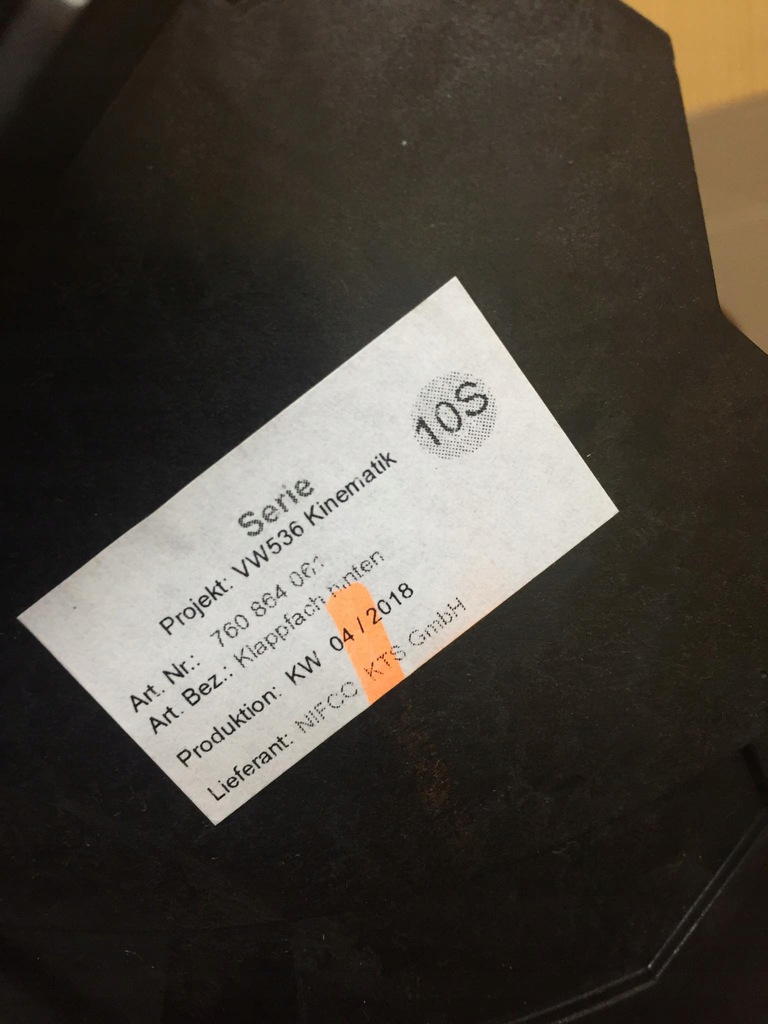 10S
Serie
Projekt: VW536 Kinematik
Art. Nr.: 760 864
Art. Bez.: Klappfach hinten
Produktion: KW 04 / 2018
Lieferant: NIFCO KTS GmbH